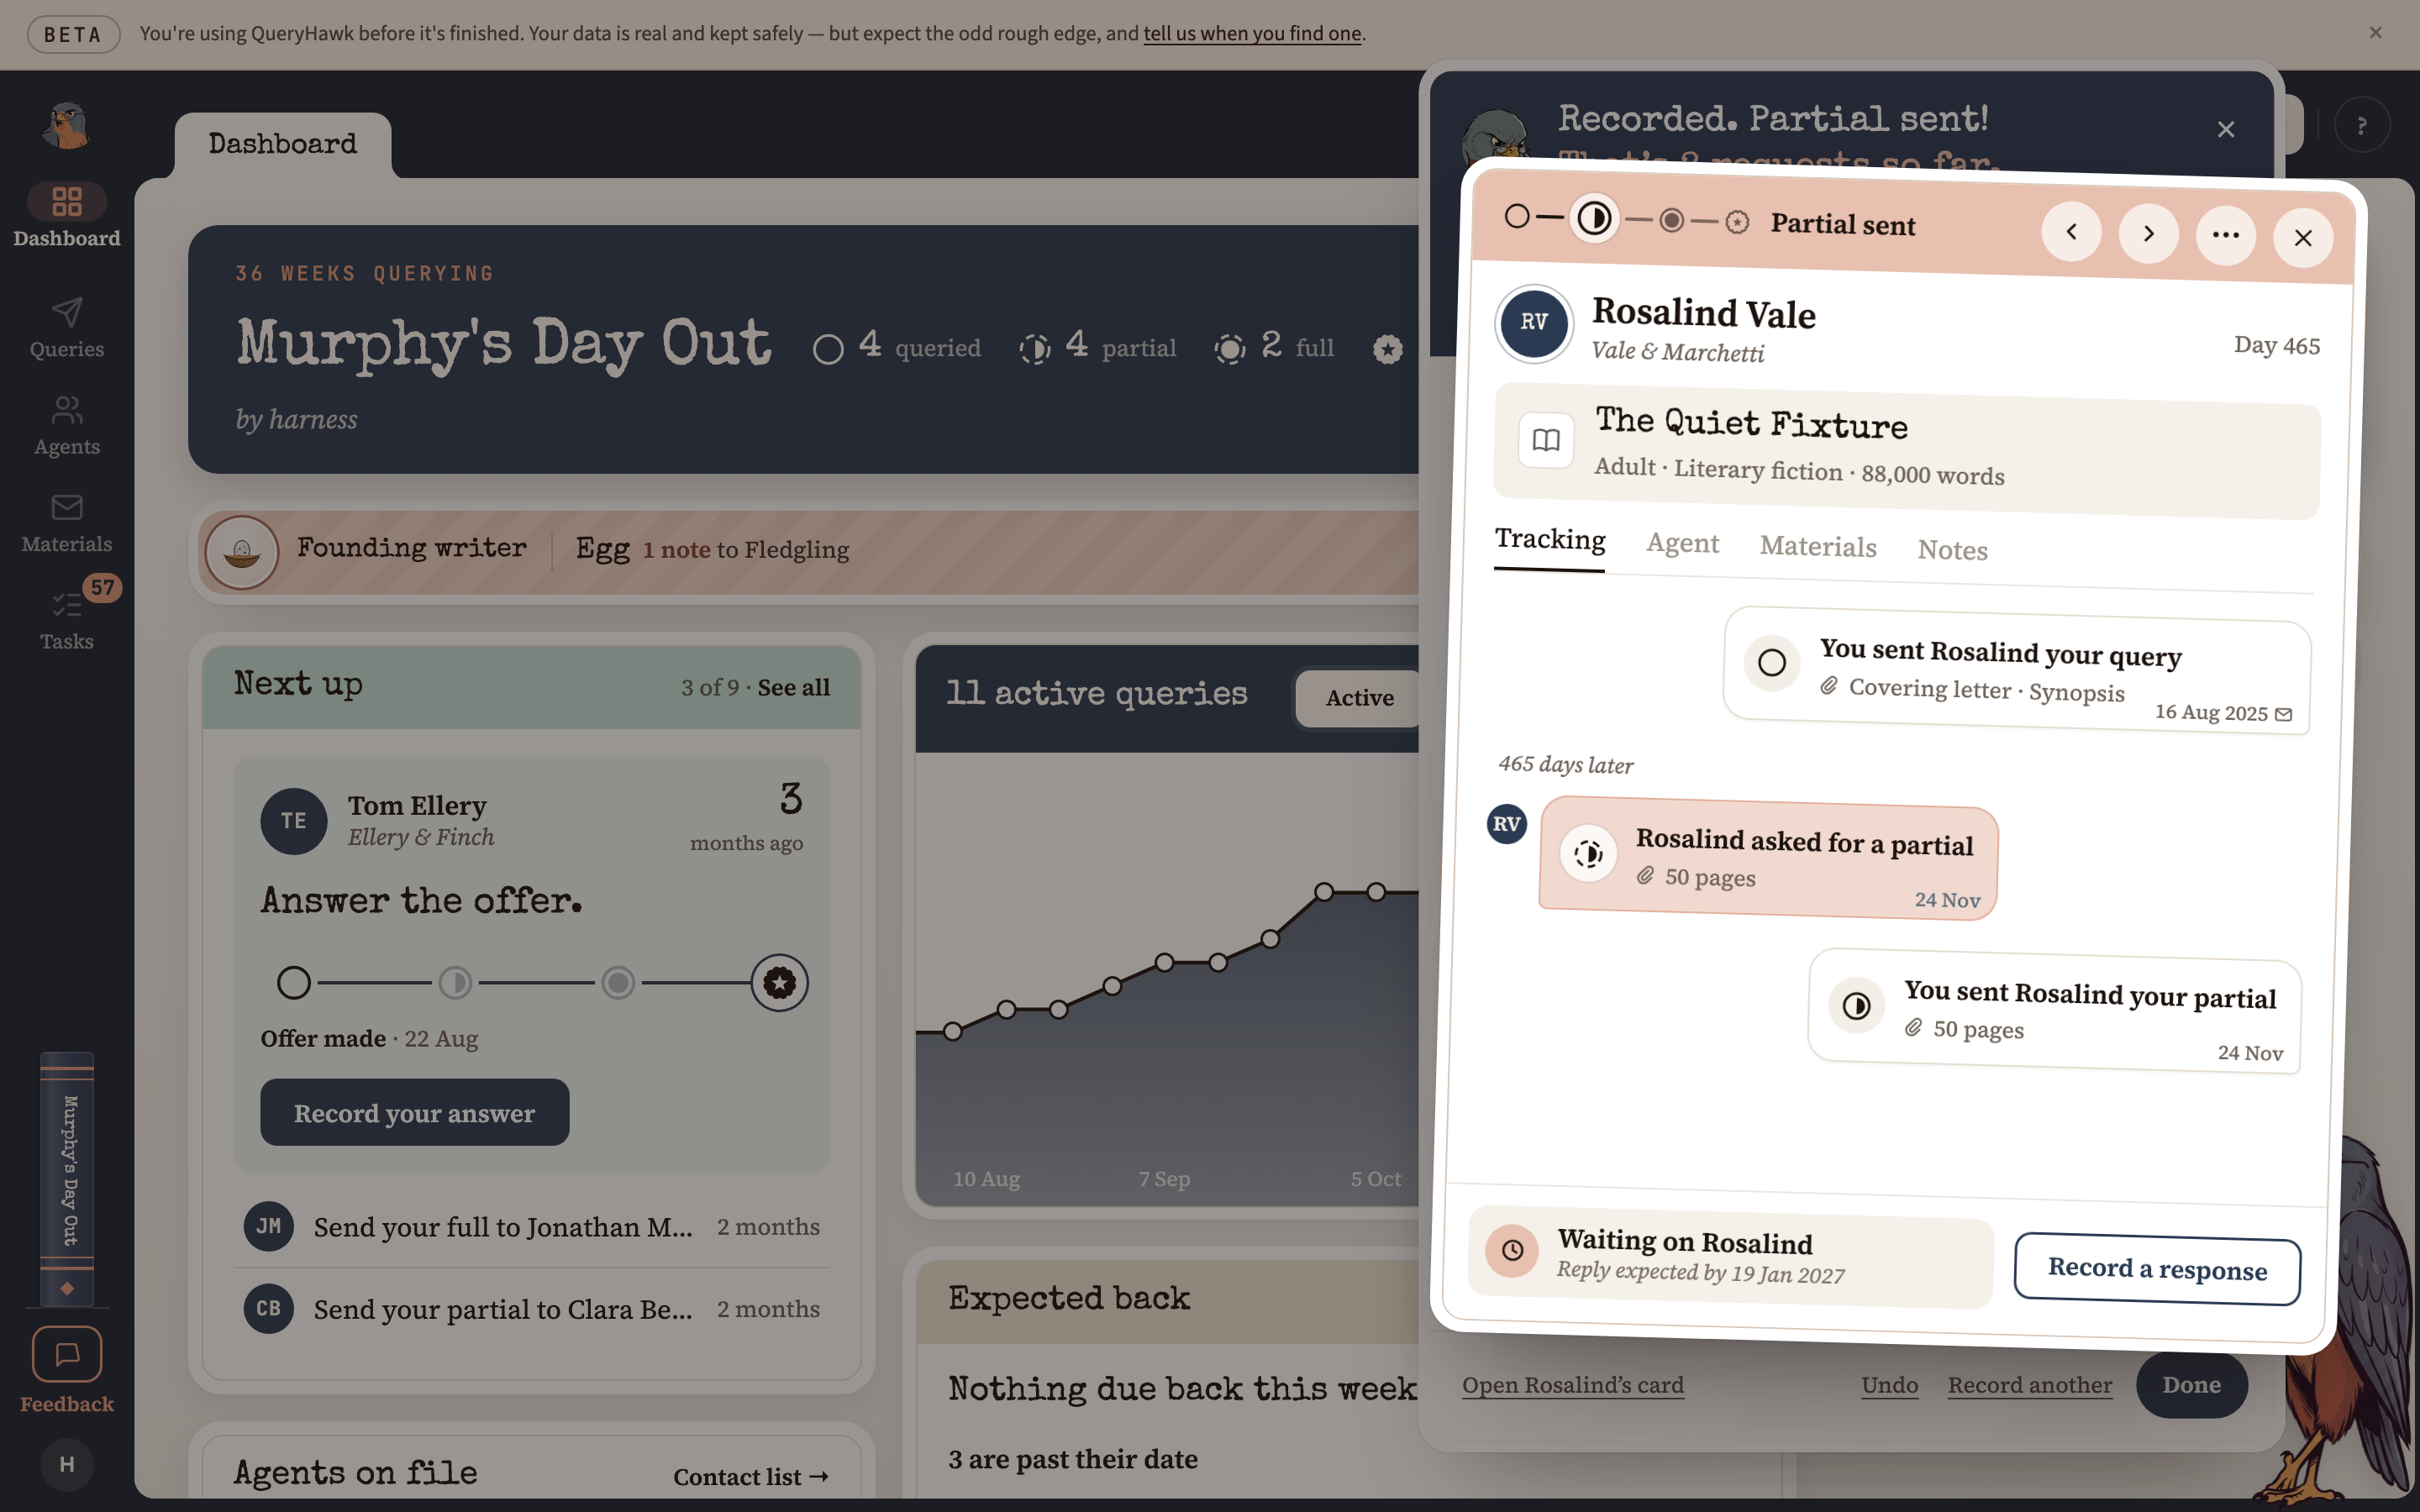 BETA
You're using QueryHawk before it's finished. Your data is real and kept safely — but expect the odd rough edge, and tell us when you find one.
×
Dashboard
Dashboard
Queries
Agents
Materials
57
Tasks
Murphy's Day Out
Feedback
H
36 WEEKS QUERYING
Murphy's Day Out
4 queried
4 partial
2 full
by harness
Founding writer
Egg 1 note to Fledgling
Next up
3 of 9 · See all
TE
Tom Ellery
Ellery & Finch
3
months ago
Answer the offer.
Offer made · 22 Aug
Record your answer
JM
Send your full to Jonathan M...
2 months
CB
Send your partial to Clara Be...
2 months
Agents on file
Contact list →
11 active queries
Active
10 Aug
7 Sep
5 Oct
Expected back
Nothing due back this week
3 are past their date
Recorded. Partial sent!
That's 8 requests so far.
?
Partial sent
RV
Rosalind Vale
Vale & Marchetti
Day 465
The Quiet Fixture
Adult · Literary fiction · 88,000 words
Tracking
Agent
Materials
Notes
You sent Rosalind your query
Covering letter · Synopsis
16 Aug 2025
465 days later
RV
Rosalind asked for a partial
50 pages
24 Nov
You sent Rosalind your partial
50 pages
24 Nov
Waiting on Rosalind
Reply expected by 19 Jan 2027
Record a response
Open Rosalind's card
Undo
Record another
Done